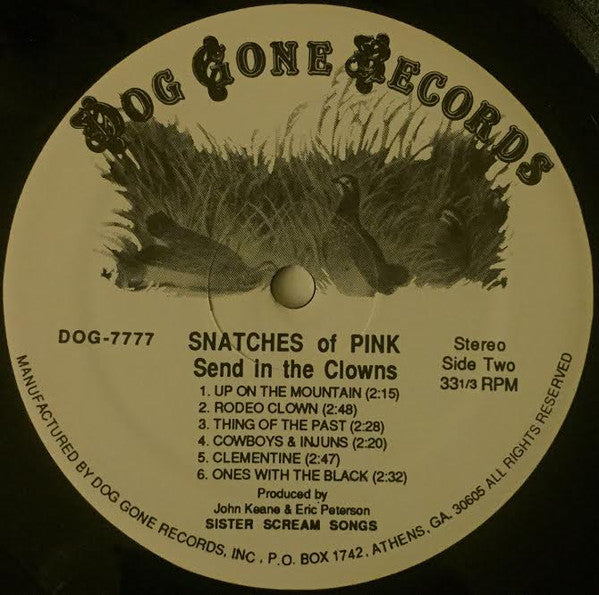 DOG GONE RECORDS
DOG-7777
SNATCHES of PINK
Send in the Clowns
Stereo
Side Two
331/3 RPM
1. UP ON THE MOUNTAIN (2:15)
2. RODEO CLOWN (2:48)
3. THING OF THE PAST (2:28)
4. COWBOYS & INJUNS (2:20)
5. CLEMENTINE (2:47)
6. ONES WITH THE BLACK (2:32)
Produced by
John Keane & Eric Peterson
SISTER SCREAM SONGS
MANUFACTURED BY DOG GONE RECORDS, INC. P.O. BOX 1742, ATHENS, GA. 30605 ALL RIGHTS RESERVED